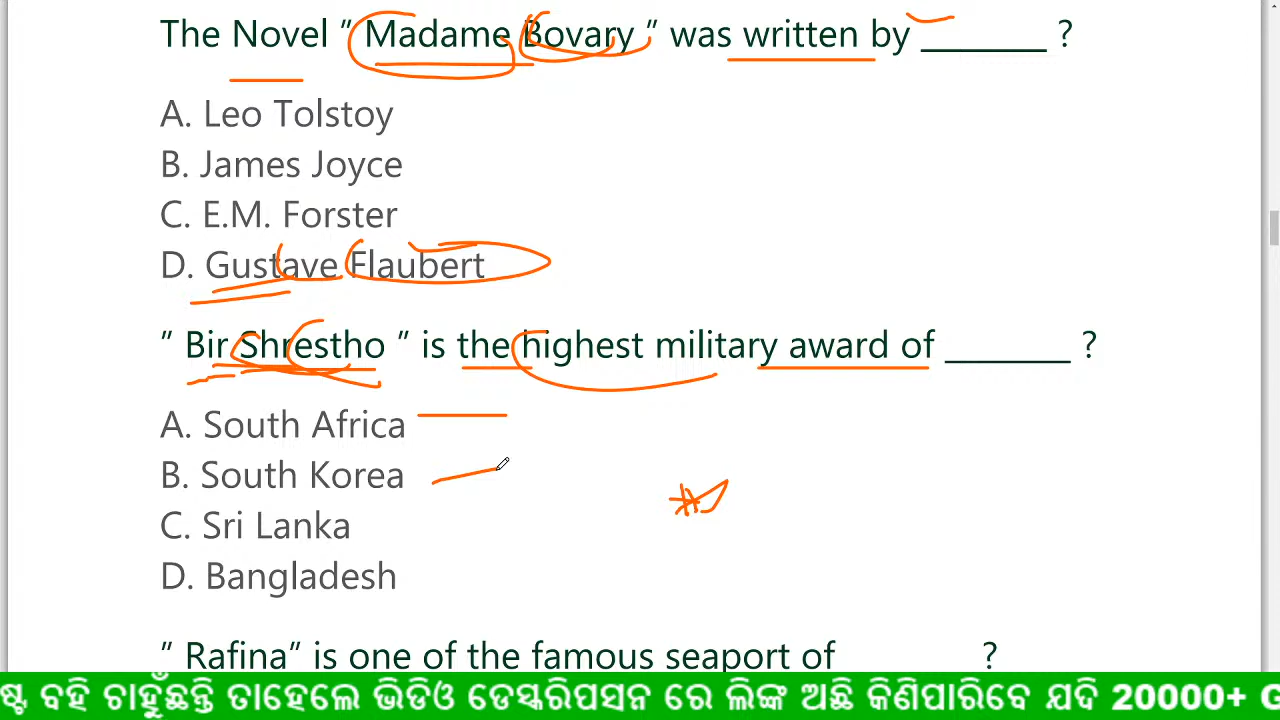 The Novel " Madame Bovary " was written by _______ ?
A. Leo Tolstoy
B. James Joyce
C. E.M. Forster
D. Gustave Flaubert
" Bir Shrestho " is the highest military award of _______ ?
A. South Africa
B. South Korea
C. Sri Lanka
D. Bangladesh
" Rafina" is one of the famous seaport of ?
ଷ୍ଟ ବହି ଚାହୁଁଛନ୍ତି ତାହେଲେ ଭିଡିଓ ଡେସ୍କରିପସନ ରେ ଲିଙ୍କ ଅଛି କିଣିପାରିବେ ଯଦି 20000+ G